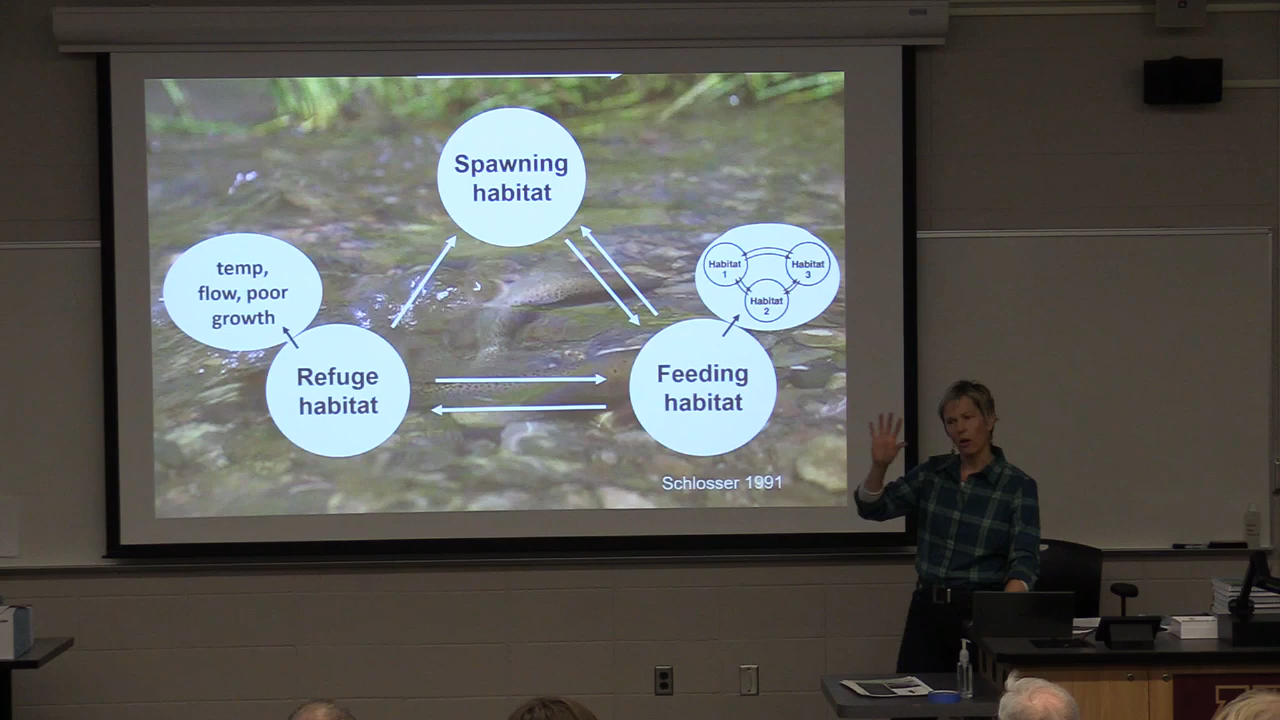 Spawning
habitat
temp,
flow, poor
growth
Habitat
1
Habitat
3
Habitat
2
Refuge
habitat
Feeding
habitat
Schlosser 1991